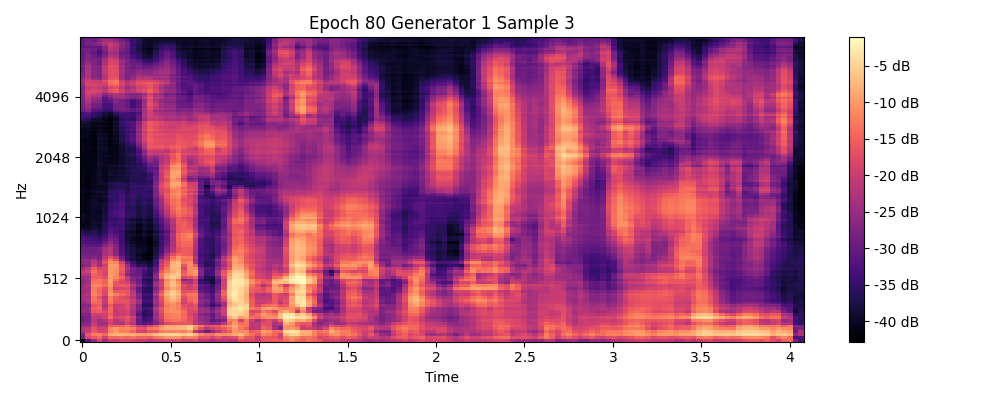 Epoch 80 Generator 1 Sample 3
Hz
4096
2048
1024
512
0
0 0.5 1 1.5 2 2.5 3 3.5 4
Time
-5 dB
-10 dB
-15 dB
-20 dB
-25 dB
-30 dB
-35 dB
-40 dB